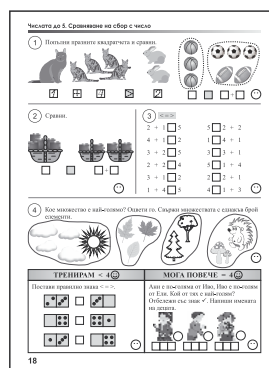 Числата до 5. Сравняване на сбор с число
1 Попълни празните квадратчета и сравни.
2 Сравни.
3 < = >
2 + 1 □ 5 5 □ 2 + 2
4 + 1 □ 2 1 □ 4 + 1
3 + 2 □ 5 3 □ 2 + 1
2 + 2 □ 4 5 □ 1 + 4
3 + 1 □ 2 2 □ 3 + 1
1 + 4 □ 5 4 □ 1 + 3
4 Кое множество е най-голямо? Оцвети го. Свържи множествата с еднакъв брой
елементи.
ТРЕНИРАМ < 4
Постави правилно знака < = >.
МОГА ПОВЕЧЕ = 4
Ани е по-голяма от Иво, Иво е по-голям
от Ели. Кой от тях е най-голям?
Отбележи със знак ✓. Напиши имената
на децата.
18